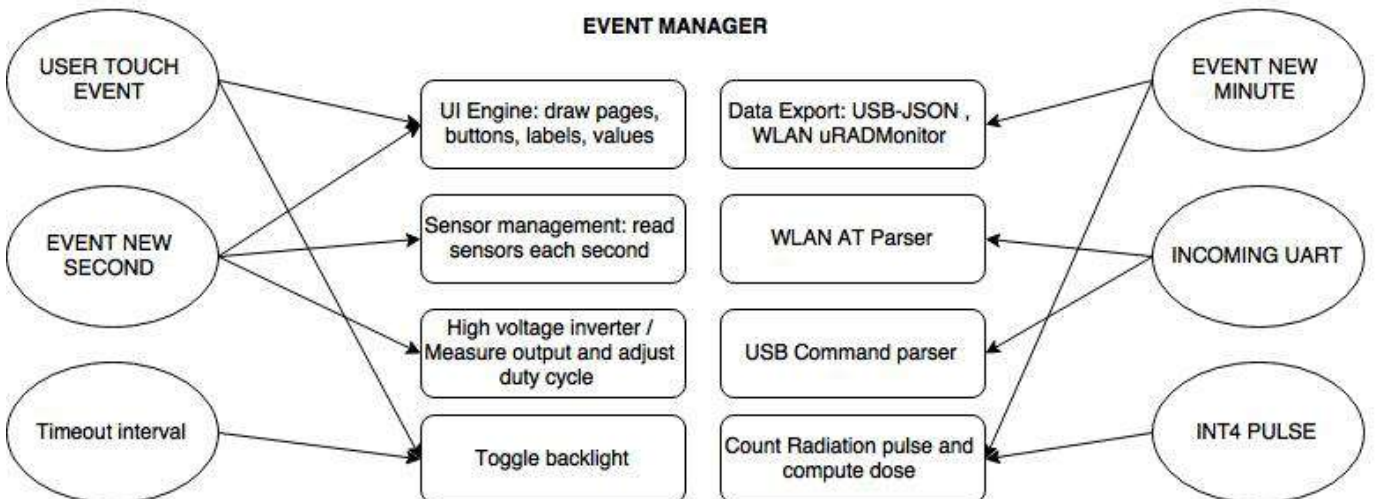 EVENT MANAGER
USER TOUCH
EVENT
EVENT NEW
SECOND
Timeout interval
UI Engine: draw pages,
buttons, labels, values
Sensor management: read
sensors each second
High voltage inverter /
Measure output and adjust
duty cycle
Toggle backlight
Data Export: USB-JSON ,
WLAN uRADMonitor
WLAN AT Parser
USB Command parser
Count Radiation pulse and
compute dose
EVENT NEW
MINUTE
INCOMING UART
INT4 PULSE